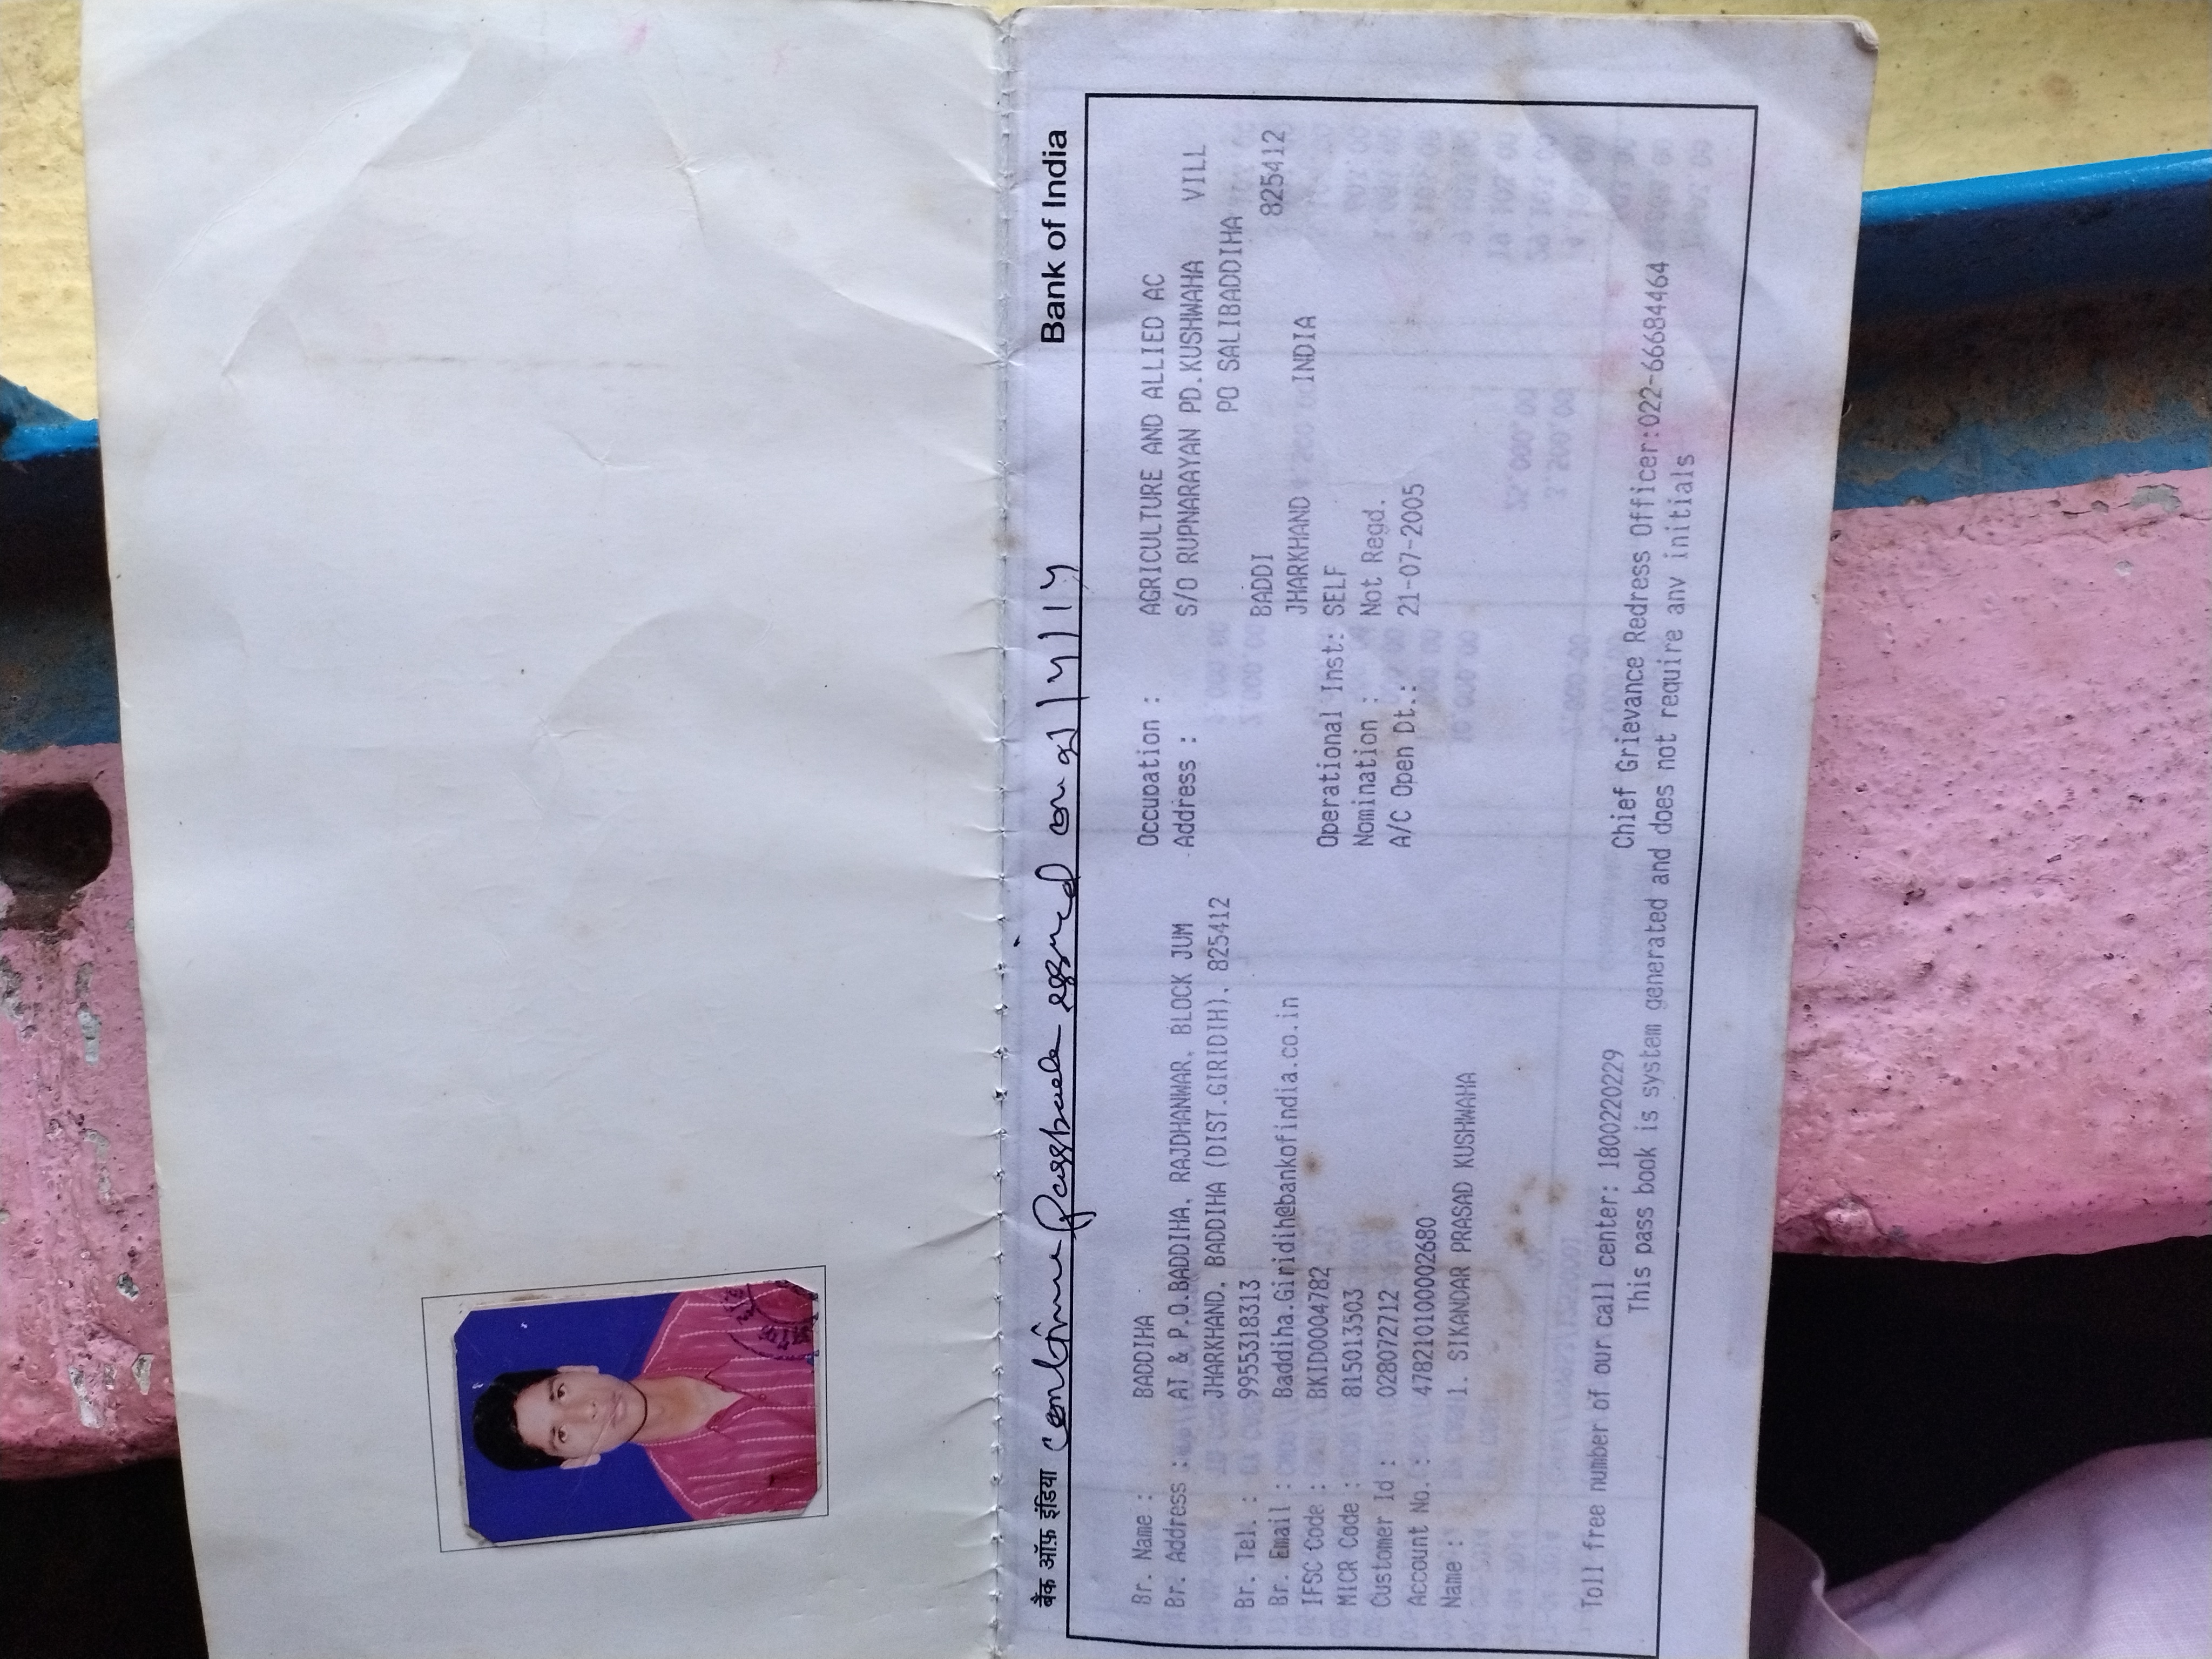 बैंक ऑफ़ इंडिया Continue Passbook issued on Bank of India
Br. Name : BADDIHA
Br. Address : AT & P.O.BADDIHA, RAJDHANWAR, BLOCK JUM
JHARKHAND, BADDIHA (DIST.GIRIDIH), 825412
Br. Tel. : 9955318313
Br. Email : Baddiha.Giridih@bankofindia.co.in
IFSC Code : BKID0004782
MICR Code : 815013503
Customer Id : 028072712
Account No. : 478210100002680
Name : 1. SIKANDAR PRASAD KUSHWAHA
Occupation : AGRICULTURE AND ALLIED AC
Address : S/O RUPNARAYAN PD.KUSHWAHA VILL
PO SALIBADDIHA
BADDI 825412
JHARKHAND INDIA
Operational Inst: SELF
Nomination : Not Regd.
A/C Open Dt.: 21-07-2005
Toll free number of our call center: 1800220229 Chief Grievance Redress Officer:022-66684464
This pass book is system generated and does not require any initials